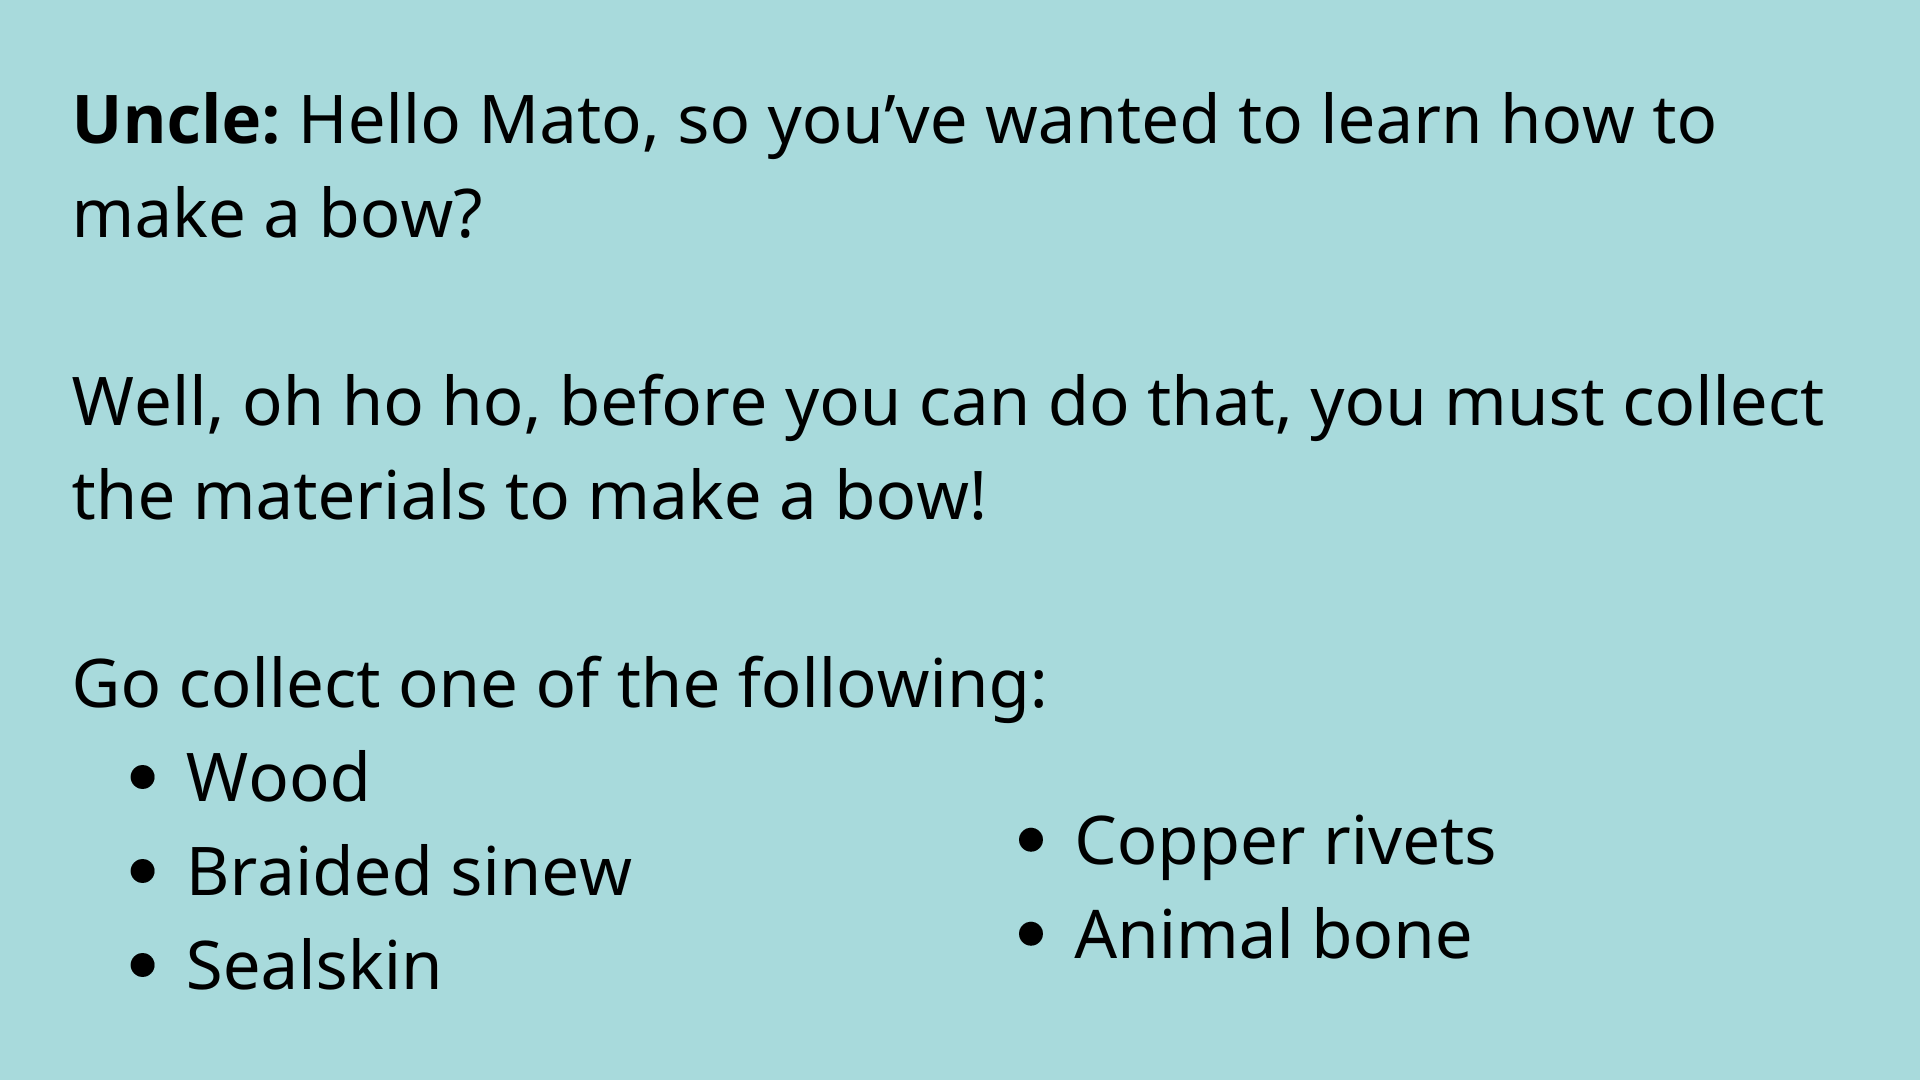 Uncle: Hello Mato, so you’ve wanted to learn how to
make a bow?
Well, oh ho ho, before you can do that, you must collect
the materials to make a bow!
Go collect one of the following:
• Wood
• Braided sinew
• Sealskin
• Copper rivets
• Animal bone